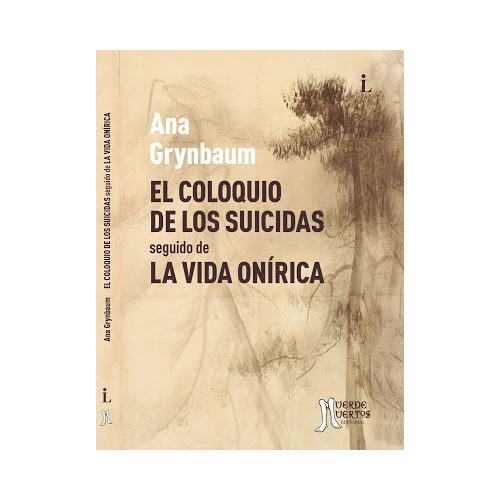 Ana Grynbaum EL COLOQUIO DE LOS SUICIDAS seguido de LA VIDA ONÍRICA
İL
İL
Ana
Grynbaum
EL COLOQUIO
DE LOS SUICIDAS
seguido de
LA VIDA ONÍRICA
MUERDE
MUERTOS
EDITORIAL